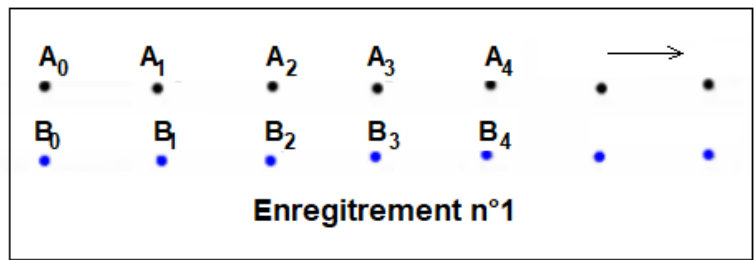 A₀ A₁ A₂ A₃ A₄
B₀ B₁ B₂ B₃ B₄
Enregitrement n°1